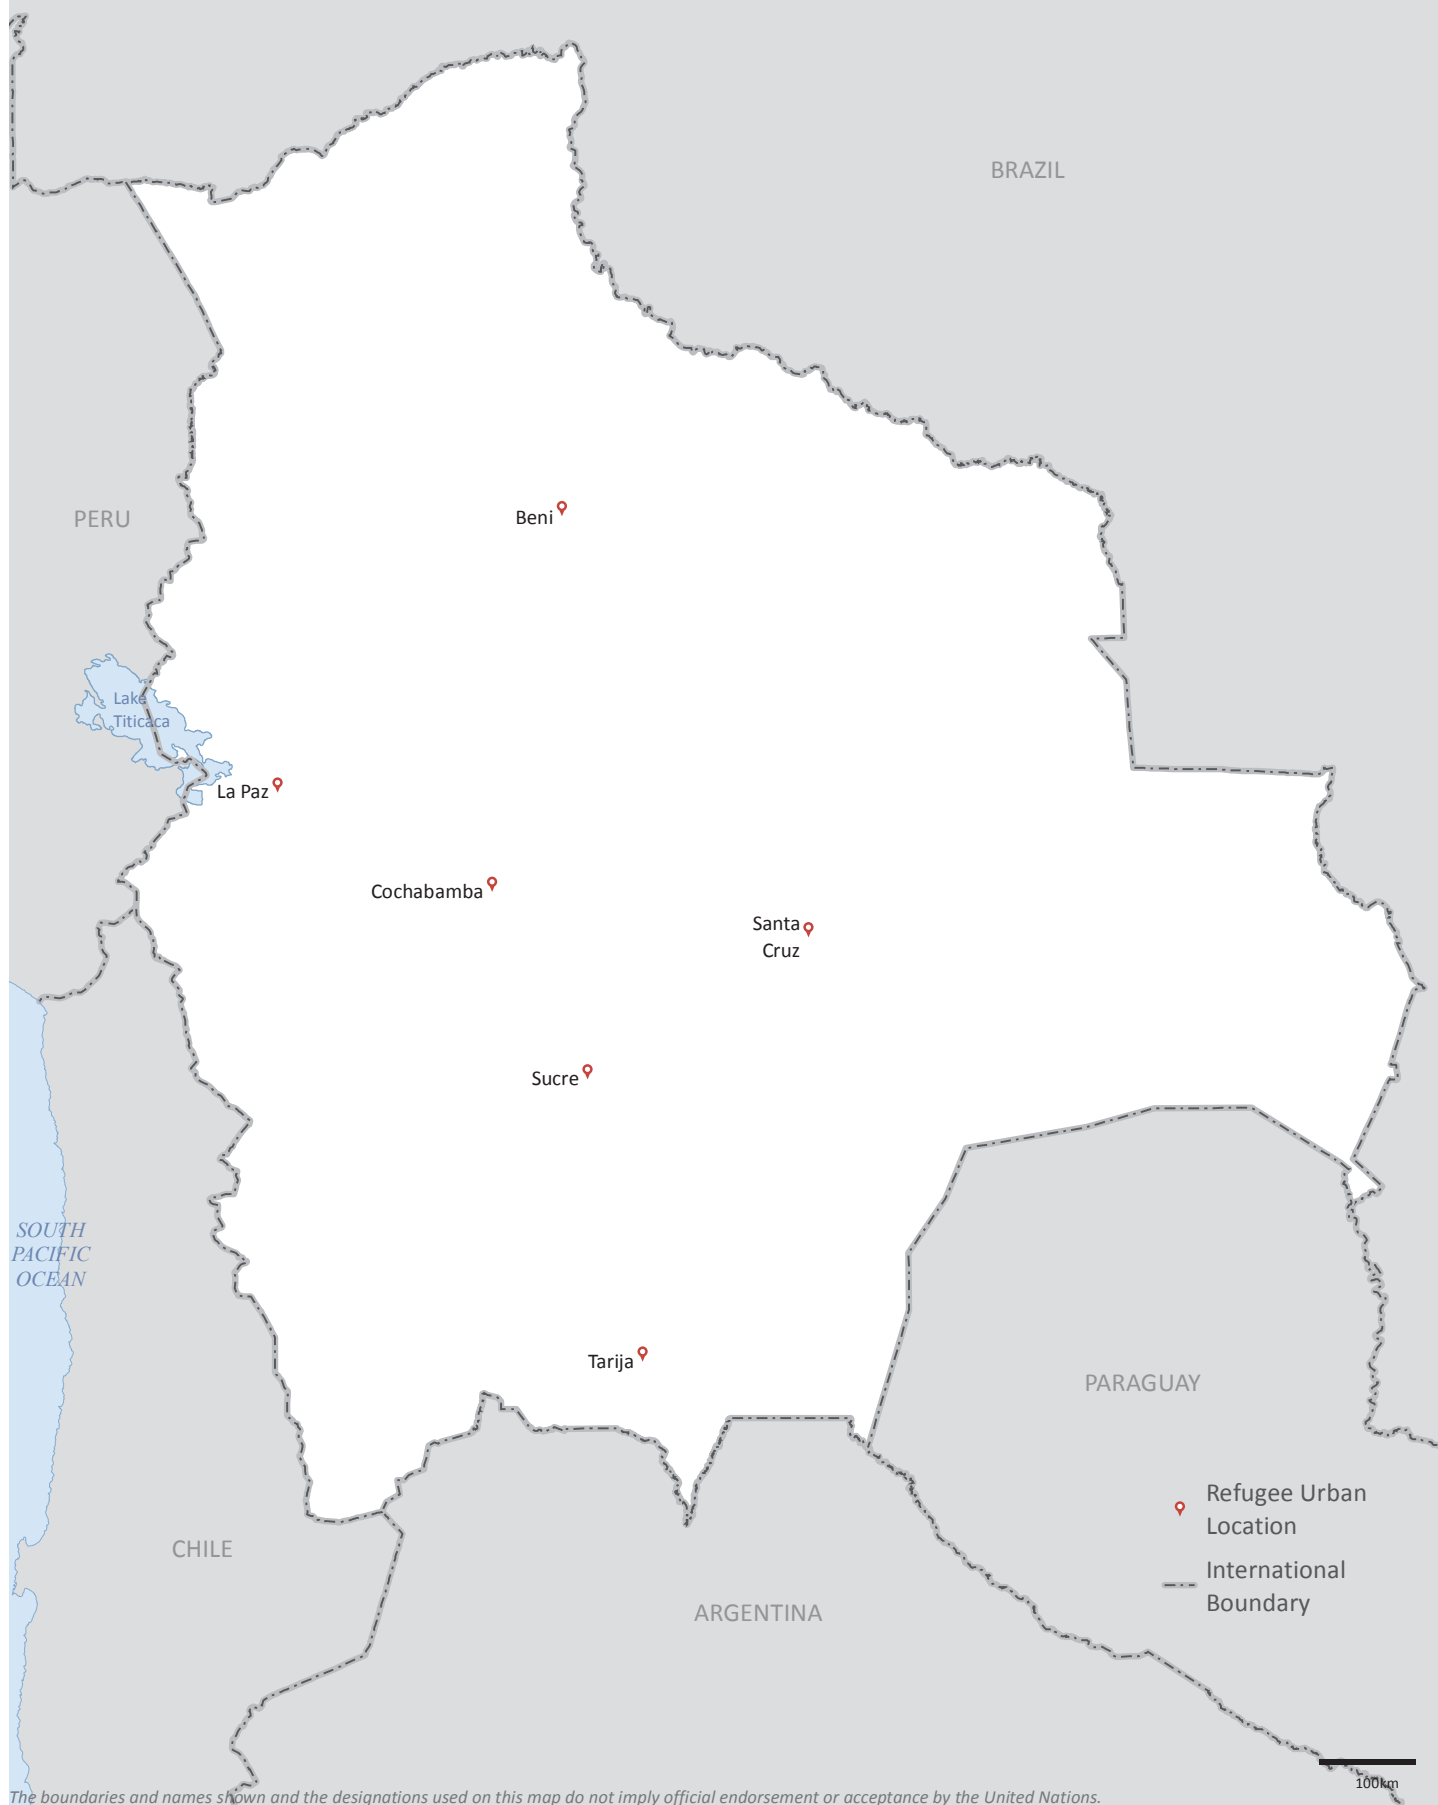 BRAZIL
PERU
Beni
Lake
Titicaca
La Paz
Cochabamba
Santa
Cruz
Sucre
SOUTH
PACIFIC
OCEAN
Tarija
PARAGUAY
Refugee Urban
Location
CHILE
International
Boundary
ARGENTINA
100km
The boundaries and names shown and the designations used on this map do not imply official endorsement or acceptance by the United Nations.